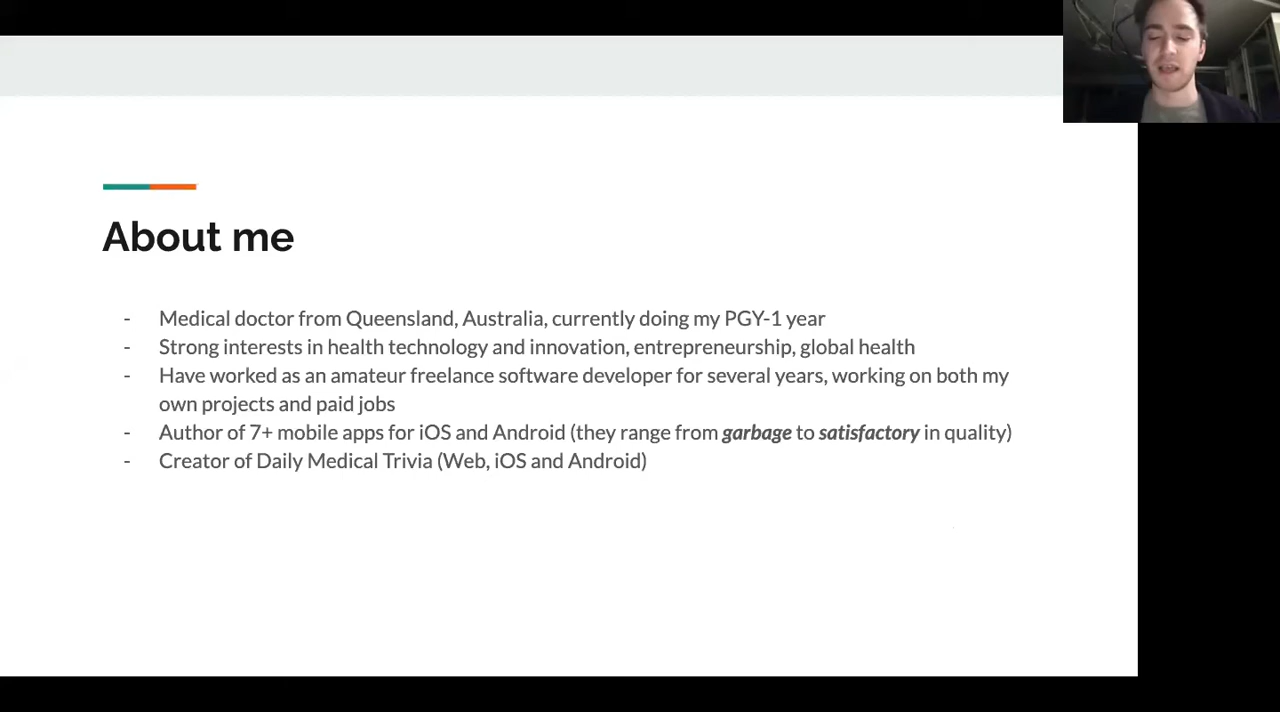 About me
- Medical doctor from Queensland, Australia, currently doing my PGY-1 year
- Strong interests in health technology and innovation, entrepreneurship, global health
- Have worked as an amateur freelance software developer for several years, working on both my
own projects and paid jobs
- Author of 7+ mobile apps for iOS and Android (they range from garbage to satisfactory in quality)
- Creator of Daily Medical Trivia (Web, iOS and Android)